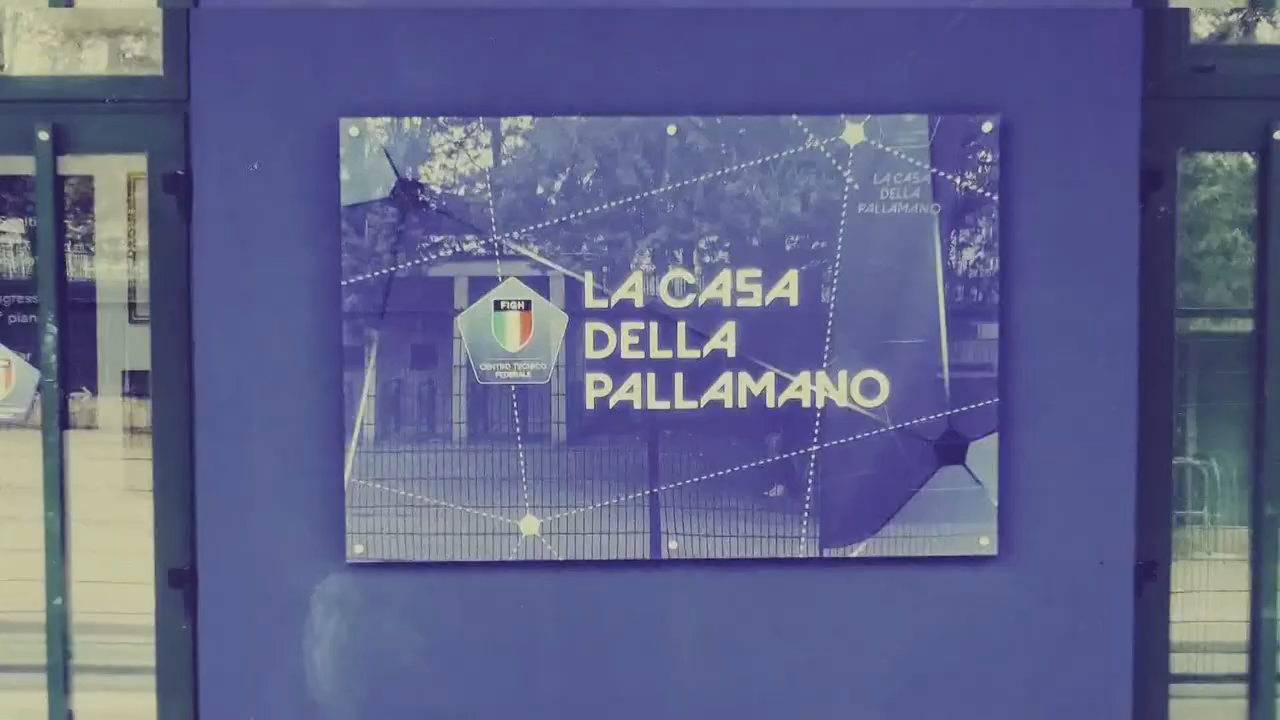 LA CASA
DELLA
PALLAMANO
FIGH
CENTRO TECNICO
FEDERALE
LA CASA
DELLA
PALLAMANO